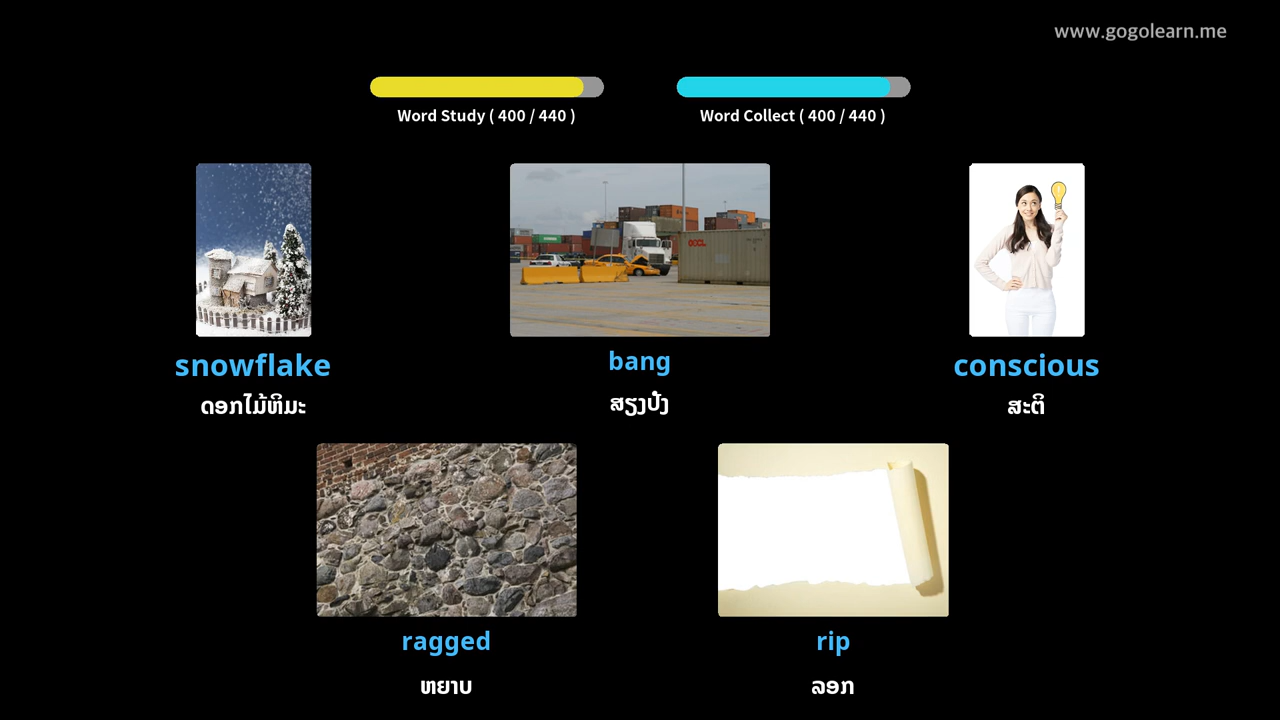 www.gogolearn.me
Word Study ( 400 / 440 )
Word Collect ( 400 / 440 )
snowflake
ດອກໄມ້ຫິມະ
bang
ສຽງປັ້ງ
conscious
ສະຕິ
ragged
ຫຍາບ
rip
ລອກ